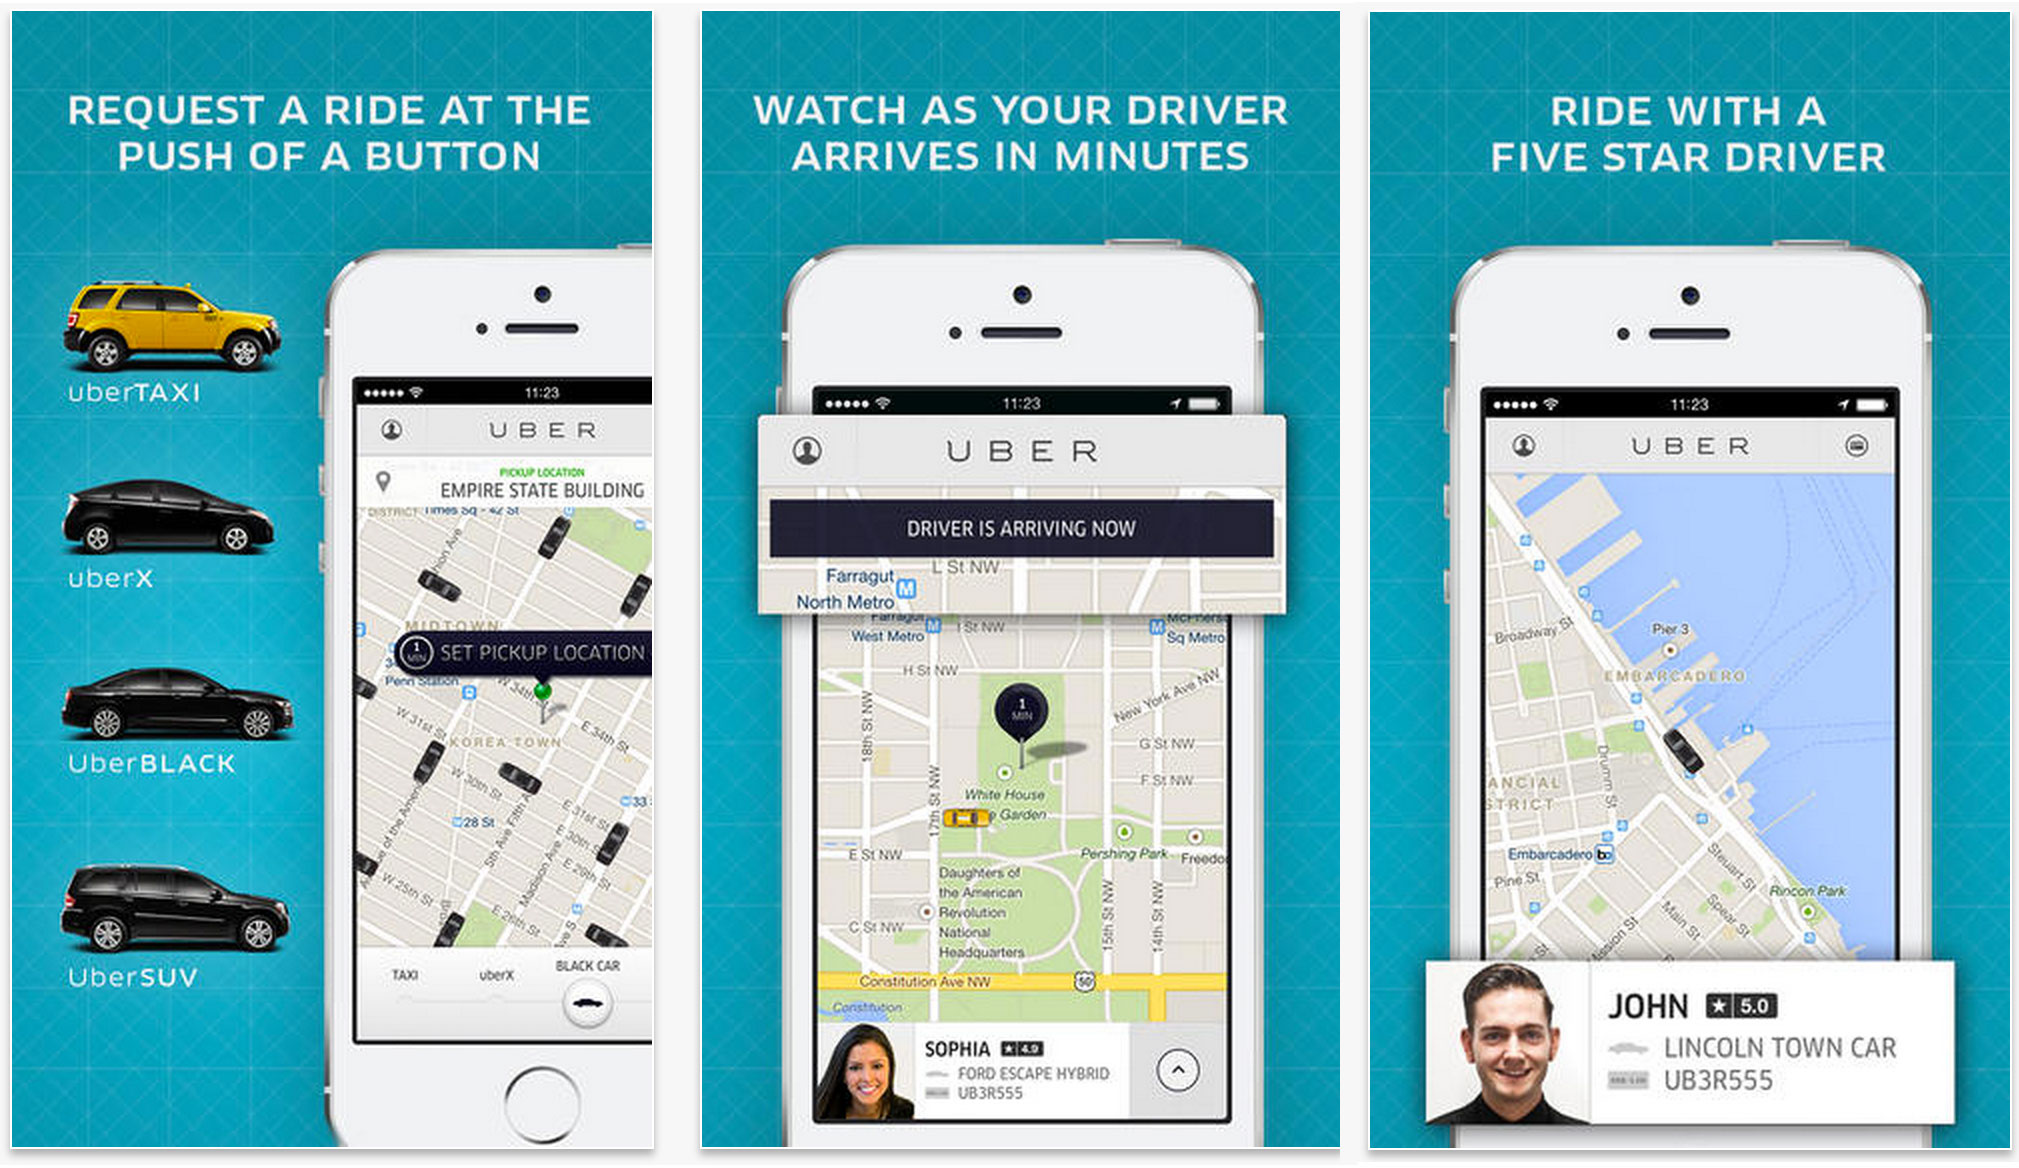 REQUEST A RIDE AT THE
PUSH OF A BUTTON
uberTAXI
uberX
UberBLACK
UberSUV
11:23
UBER
PICKUP LOCATION
EMPIRE STATE BUILDING
DISTRICT
Times Sq - 42 St
MIDTOWN
1
MIN
SET PICKUP LOCATION
Penn Station
W 34th
W 31st St
E 34th St
KOREA TOWN
W 30th St
33
28 St
E 31st St
E 30th St
E 29th St
5th Ave
Fifth A
Madison Ave
W 25th St
E 26th St
TAXI
uberX
BLACK CAR
WATCH AS YOUR DRIVER
ARRIVES IN MINUTES
11:23
UBER
DRIVER IS ARRIVING NOW
L St NW
Farragut
North Metro
M
Farragut
West Metro
M
I St NW
M
McPhers
Sq Metro
H St NW
1
MIN
New York Ave NW
18th St NW
G St NW
F St NW
17th St NW
White House
e Garden
E St NW
Pershing Park
Freedo
Daughters of
the American
Revolution
National
Headquarters
C St NW
15th St NW
14th St NW
Constitution Ave NW
50
Constitution
SOPHIA
★ 4.9
FORD ESCAPE HYBRID
UB3R555
RIDE WITH A
FIVE STAR DRIVER
11:23
UBER
Broadway St
Pier 3
EMBARCADERO
Drumm St
ANCIAL
STRICT
Embarcadero
Steuart St
Pine St
Rincon Park
Main St
Spear St
Mission St
JOHN
★ 5.0
LINCOLN TOWN CAR
UB3R555